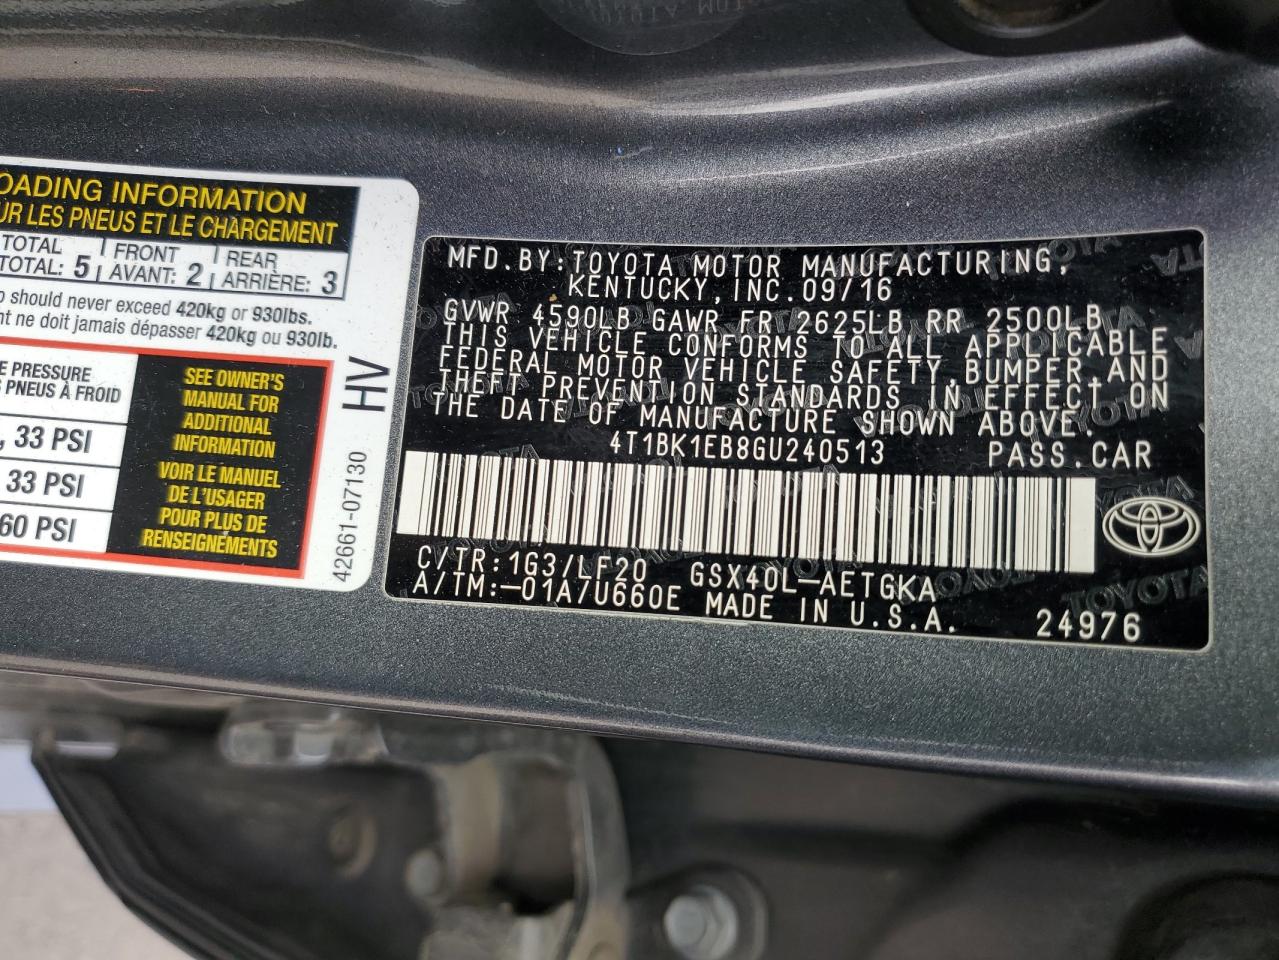 OADING INFORMATION
UR LES PNEUS ET LE CHARGEMENT
TOTAL FRONT REAR
TOTAL: 5 AVANT: 2 ARRIÈRE: 3
should never exceed 420kg or 930lbs.
ne doit jamais dépasser 420kg ou 930lb.
E PRESSURE
PNEUS À FROID
, 33 PSI
33 PSI
60 PSI
SEE OWNER'S
MANUAL FOR
ADDITIONAL
INFORMATION
VOIR LE MANUEL
DE L'USAGER
POUR PLUS DE
RENSEIGNEMENTS
HV
42661-07130
MFD.BY:TOYOTA MOTOR MANUFACTURING,
KENTUCKY,INC.09/16
GVWR 4590LB GAWR FR 2625LB RR 2500LB
THIS VEHICLE CONFORMS TO ALL APPLICABLE
FEDERAL MOTOR VEHICLE SAFETY,BUMPER,AND
THEFT PREVENTION STANDARDS IN EFFECT ON
THE DATE OF MANUFACTURE SHOWN ABOVE.
4T1BK1EB8GU240513 PASS.CAR
C/TR:1G3/LF20 GSX40L-AETGKA
A/TM:-01A/U660E MADE IN U.S.A. 24976